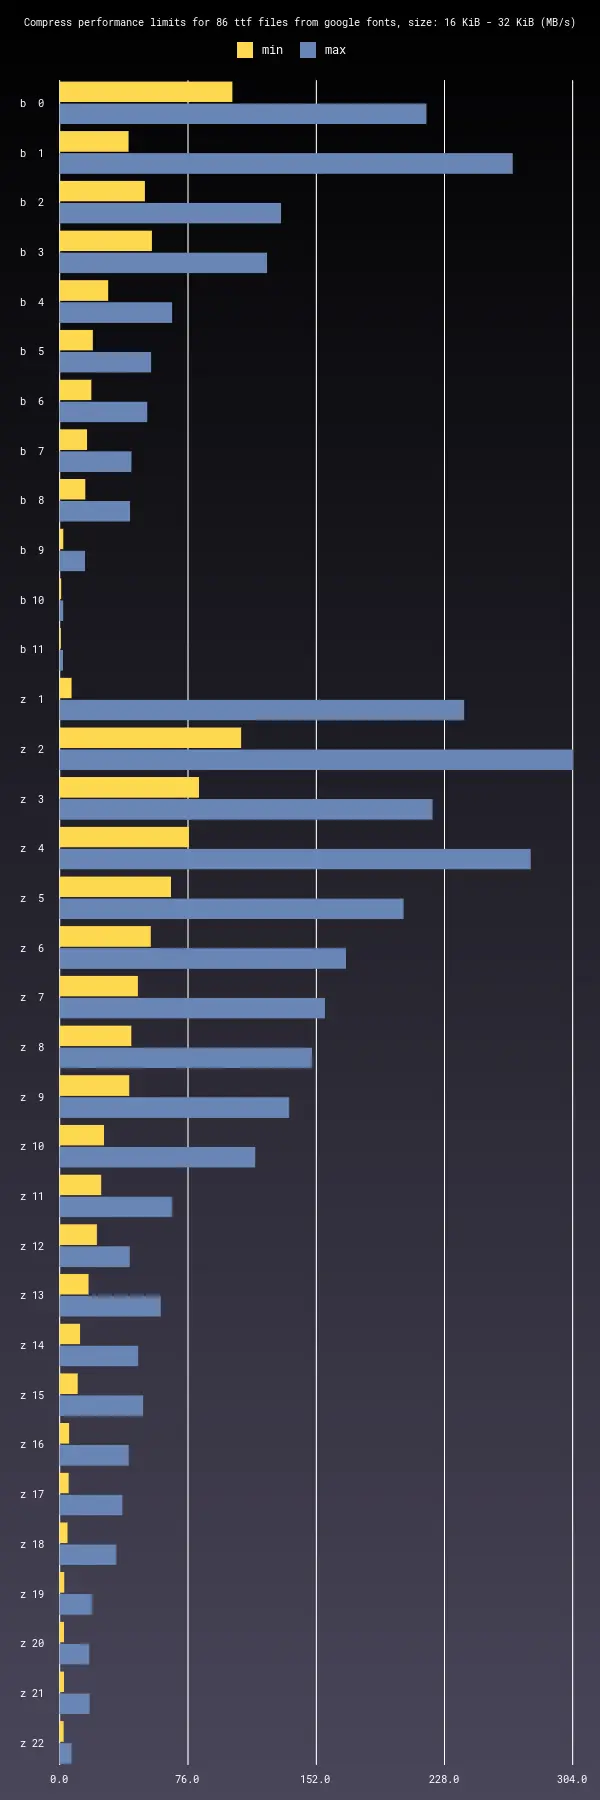 Compress performance limits for 86 ttf files from google fonts, size: 16 KiB - 32 KiB (MB/s)
min max
b 0
b 1
b 2
b 3
b 4
b 5
b 6
b 7
b 8
b 9
b 10
b 11
z 1
z 2
z 3
z 4
z 5
z 6
z 7
z 8
z 9
z 10
z 11
z 12
z 13
z 14
z 15
z 16
z 17
z 18
z 19
z 20
z 21
z 22
0.0 76.0 152.0 228.0 304.0